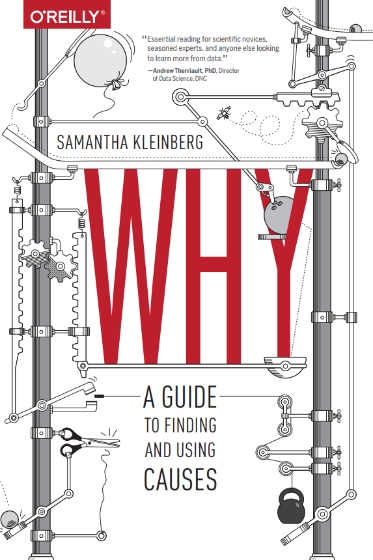 O'REILLY®
"Essential reading for scientific novices,
seasoned experts, and anyone else looking
to learn more from data."
—Andrew Therriault, PhD, Director
of Data Science, DNC
SAMANTHA KLEINBERG
WHY
A GUIDE
TO FINDING
AND USING
CAUSES